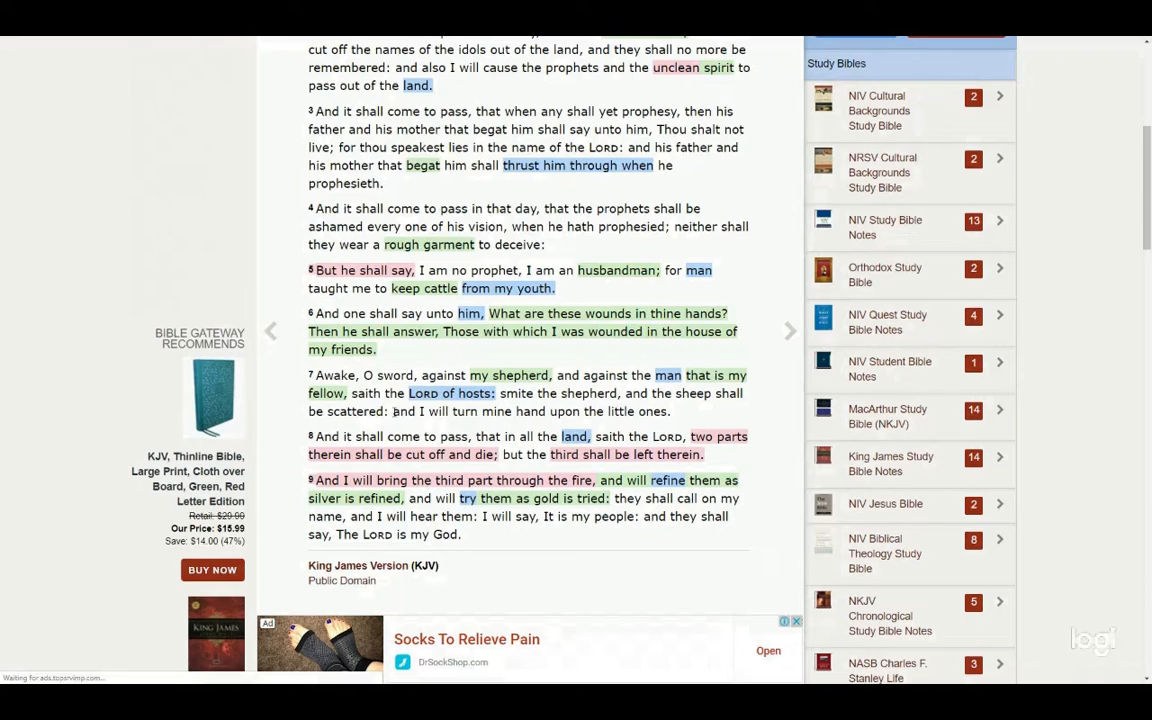 cut off the names of the idols out of the land, and they shall no more be
remembered: and also I will cause the prophets and the unclean spirit to
pass out of the land.
3 And it shall come to pass, that when any shall yet prophesy, then his
father and his mother that begat him shall say unto him, Thou shalt not
live; for thou speakest lies in the name of the LORD: and his father and
his mother that begat him shall thrust him through when he
prophesieth.
4 And it shall come to pass in that day, that the prophets shall be
ashamed every one of his vision, when he hath prophesied; neither shall
they wear a rough garment to deceive:
5 But he shall say, I am no prophet, I am an husbandman; for man
taught me to keep cattle from my youth.
6 And one shall say unto him, What are these wounds in thine hands?
Then he shall answer, Those with which I was wounded in the house of
my friends.
7 Awake, O sword, against my shepherd, and against the man that is my
fellow, saith the LORD of hosts: smite the shepherd, and the sheep shall
be scattered: and I will turn mine hand upon the little ones.
8 And it shall come to pass, that in all the land, saith the LORD, two parts
therein shall be cut off and die; but the third shall be left therein.
9 And I will bring the third part through the fire, and will refine them as
silver is refined, and will try them as gold is tried: they shall call on my
name, and I will hear them: I will say, It is my people: and they shall
say, The LORD is my God.
King James Version (KJV)
Public Domain
BIBLE GATEWAY
RECOMMENDS
KJV, Thinline Bible,
Large Print, Cloth over
Board, Green, Red
Letter Edition
Retail: $29.99
Our Price: $15.99
Save: $14.00 (47%)
BUY NOW
KING JAMES
Ad
Socks To Relieve Pain
DrSockShop.com
Open
Study Bibles
NIV Cultural
Backgrounds
Study Bible
2
NRSV Cultural
Backgrounds
Study Bible
2
NIV Study Bible
Notes
13
Orthodox Study
Bible
2
NIV Quest Study
Bible
4
NIV Student Bible
Notes
1
MacArthur Study
Bible (NKJV)
14
King James Study
Bible Notes
14
NIV Jesus Bible
2
NIV Biblical
Theology Study
Bible
8
NKJV
Chronological
Study Bible Notes
5
NASB Charles F.
Stanley Life
3
logi
Waiting for ads.topsrvimp.com...